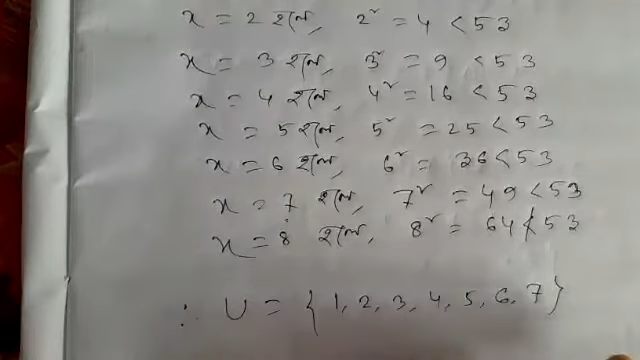 x = 2 হলে, 2² = 4 < 53
x = 3 হলে, 3² = 9 < 53
x = 4 হলে, 4² = 16 < 53
x = 5 হলে, 5² = 25 < 53
x = 6 হলে, 6² = 36 < 53
x = 7 হলে, 7² = 49 < 53
x = 8 হলে, 8² = 64 ≮ 53
∴ U = {1, 2, 3, 4, 5, 6, 7}